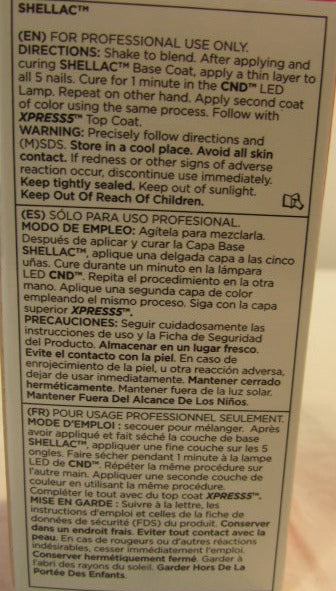 SHELLAC™
(EN) FOR PROFESSIONAL USE ONLY.
DIRECTIONS: Shake to blend. After applying and
curing SHELLAC™ Base Coat, apply a thin layer to
all 5 nails. Cure for 1 minute in the CND™ LED
Lamp. Repeat on other hand. Apply second coat
of color using the same process. Follow with
XPRESS5™ Top Coat.
WARNING: Precisely follow directions and
(M)SDS. Store in a cool place. Avoid all skin
contact. If redness or other signs of adverse
reaction occur, discontinue use immediately.
Keep tightly sealed. Keep out of sunlight.
Keep Out Of Reach Of Children.
(ES) SÓLO PARA USO PROFESIONAL.
MODO DE EMPLEO: Agítela para mezclarla.
Después de aplicar y curar la Capa Base
SHELLAC™, aplique una delgada capa a las cinco
uñas. Cure durante un minuto en la lámpara
LED CND™. Repita el procedimiento en la otra
mano. Aplique una segunda capa de color
empleando el mismo proceso. Siga con la capa
superior XPRESS5™.
PRECAUCIONES: Seguir cuidadosamente las
instrucciones de uso y la Ficha de Seguridad
del Producto. Almacenar en un lugar fresco.
Evite el contacto con la piel. En caso de
enrojecimiento de la piel, u otra reacción adversa,
dejar de usar inmediatamente. Mantener cerrado
herméticamente. Mantener fuera de la luz solar.
Mantener Fuera del Alcance De Los Niños.
(FR) POUR USAGE PROFESSIONNEL SEULEMENT.
MODE D'EMPLOI : secouer pour mélanger. Après
avoir appliqué et fait séché la couche de base
SHELLAC™, appliquer une fine couche sur les 5
ongles. Faire sécher pendant 1 minute à la lampe
LED de CND™. Répéter la même procédure sur
l'autre main. Appliquer une seconde couche de
couleur en utilisant la même procédure.
Compléter le tout avec du top coat XPRESS5™.
MISE EN GARDE : Suivre à la lettre, les
instructions d'emploi et celles de la fiche de
données de sécurité (FDS) du produit. Conserver
dans un endroit frais. Eviter tout contact avec la
peau. En cas de rougeurs ou d'autres réactions
indésirables, cesser immédiatement l'emploi.
Conserver hermétiquement fermé. Garder à
l'abri des rayons du soleil. Garder Hors De La
Portée Des Enfants.